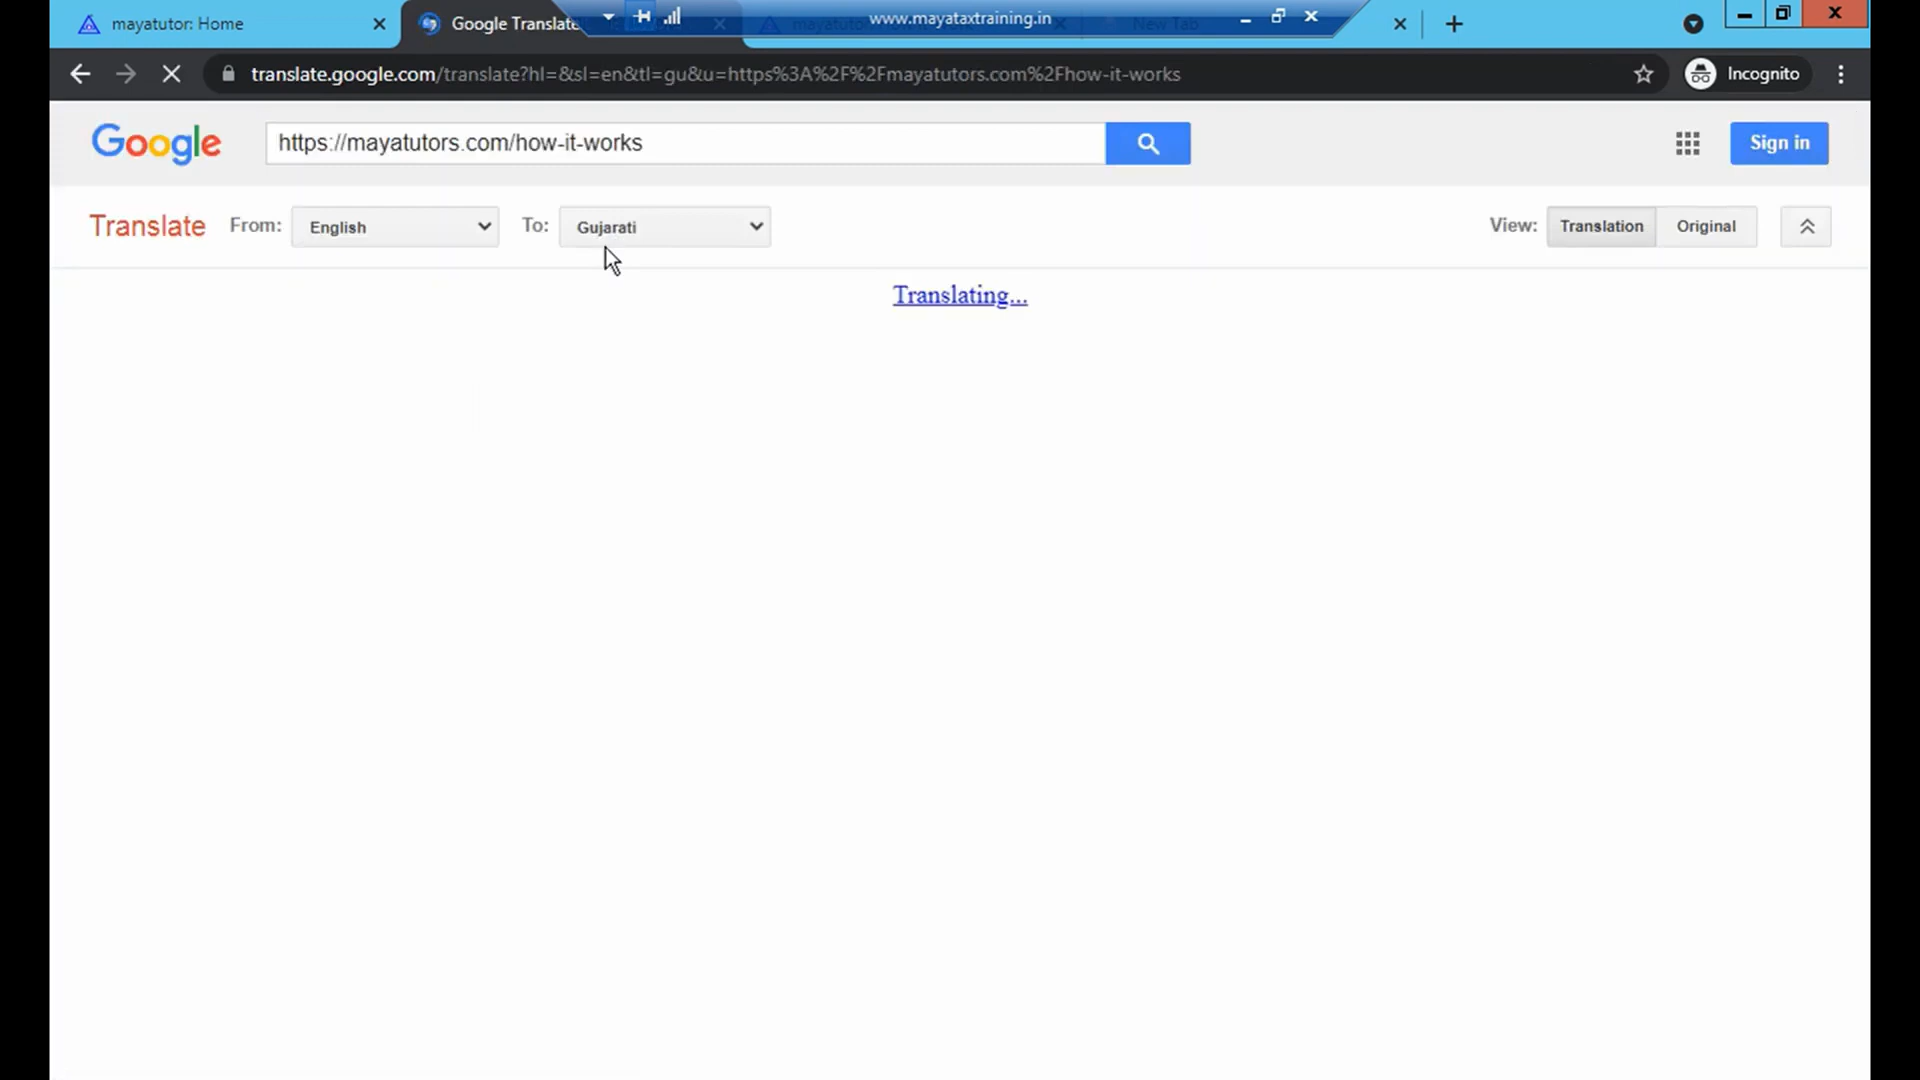 mayatutor: Home
Google Translate
www.mayataxtraining.in
New Tab
translate.google.com/translate?hl=&sl=en&tl=gu&u=https%3A%2F%2Fmayatutors.com%2Fhow-it-works
Incognito
Google
https://mayatutors.com/how-it-works
Sign in
Translate
From:
English
To:
Gujarati
View:
Translation
Original
Translating...